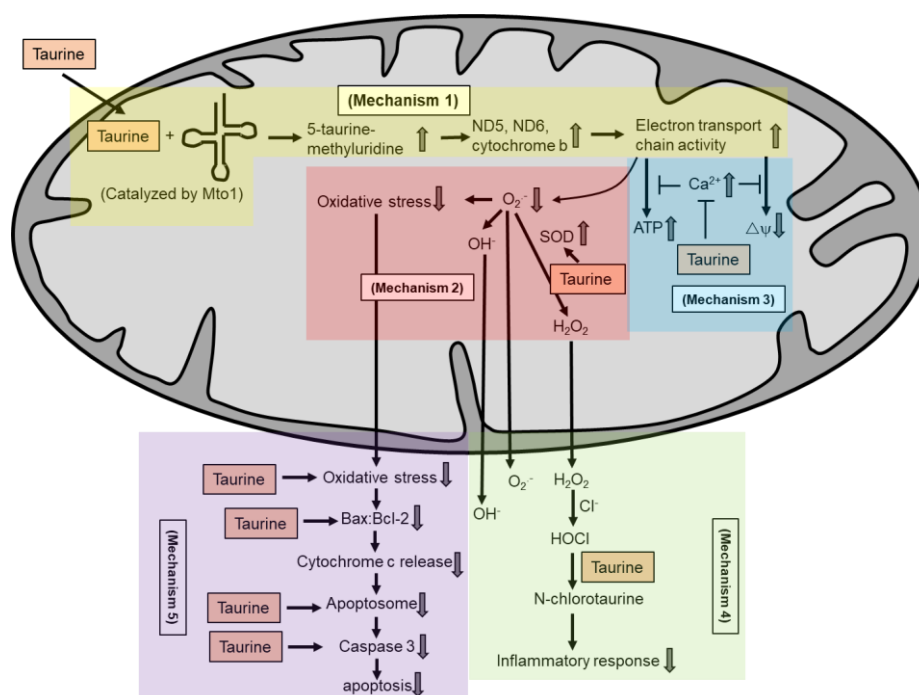 Taurine
(Mechanism 1)
Taurine +
5-taurine-
methyluridine
ND5, ND6,
cytochrome b
Electron transport
chain activity
(Catalyzed by Mto1)
Oxidative stress
O₂·-
Ca²⁺
OH-
SOD
ATP
△ψ
Taurine
Taurine
(Mechanism 2)
(Mechanism 3)
H₂O₂
Taurine
Oxidative stress
O₂·-
H₂O₂
Cl-
Taurine
Bax:Bcl-2
OH-
HOCl
Cytochrome c release
Taurine
N-chlorotaurine
Taurine
Apoptosome
Taurine
Caspase 3
Inflammatory response
apoptosis
(Mechanism 5)
(Mechanism 4)